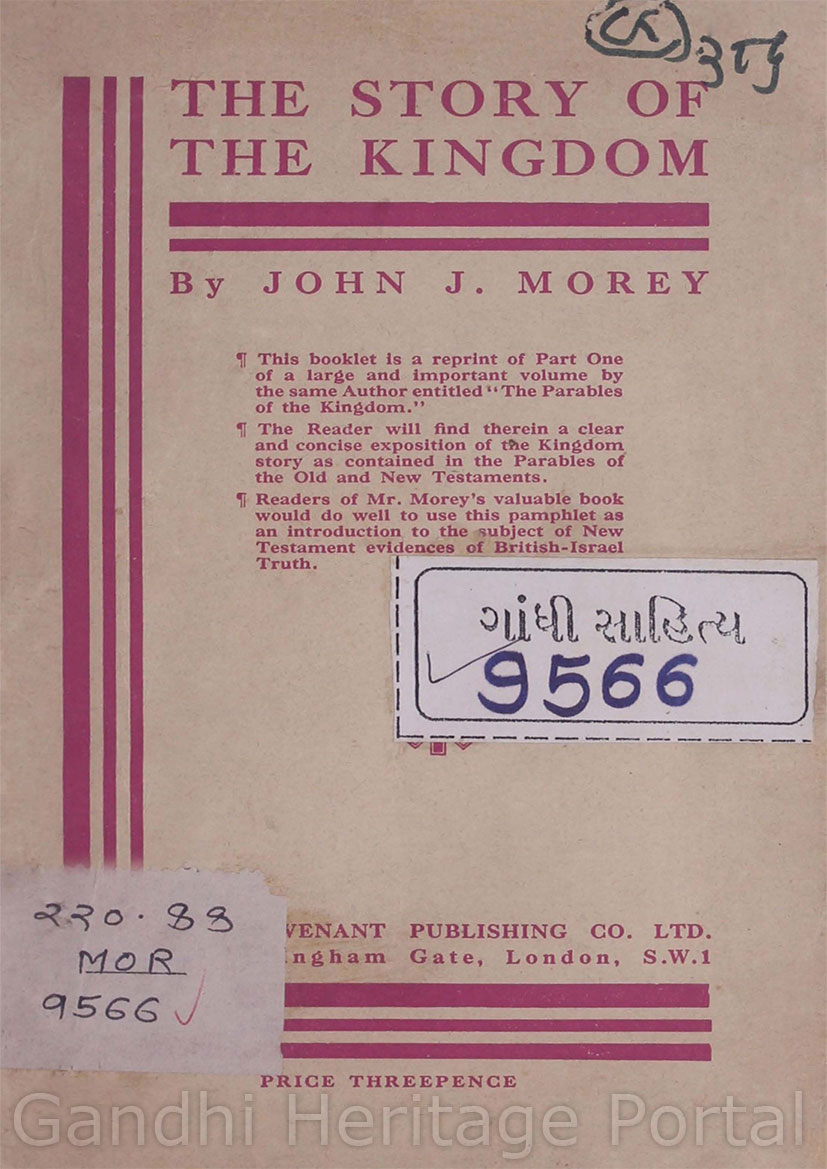 THE STORY OF
THE KINGDOM
By JOHN J. MOREY
¶ This booklet is a reprint of Part One
of a large and important volume by
the same Author entitled "The Parables
of the Kingdom."
¶ The Reader will find therein a clear
and concise exposition of the Kingdom
story as contained in the Parables of
the Old and New Testaments.
¶ Readers of Mr. Morey's valuable book
would do well to use this pamphlet as
an introduction to the subject of New
Testament evidences of British-Israel
Truth.
ગાંધી સાહિત્ય
9566
૨૨૦.૪૪
MOR
9566
VENANT PUBLISHING CO. LTD.
ngham Gate, London, S.W.1
PRICE THREEPENCE
Gandhi Heritage Portal